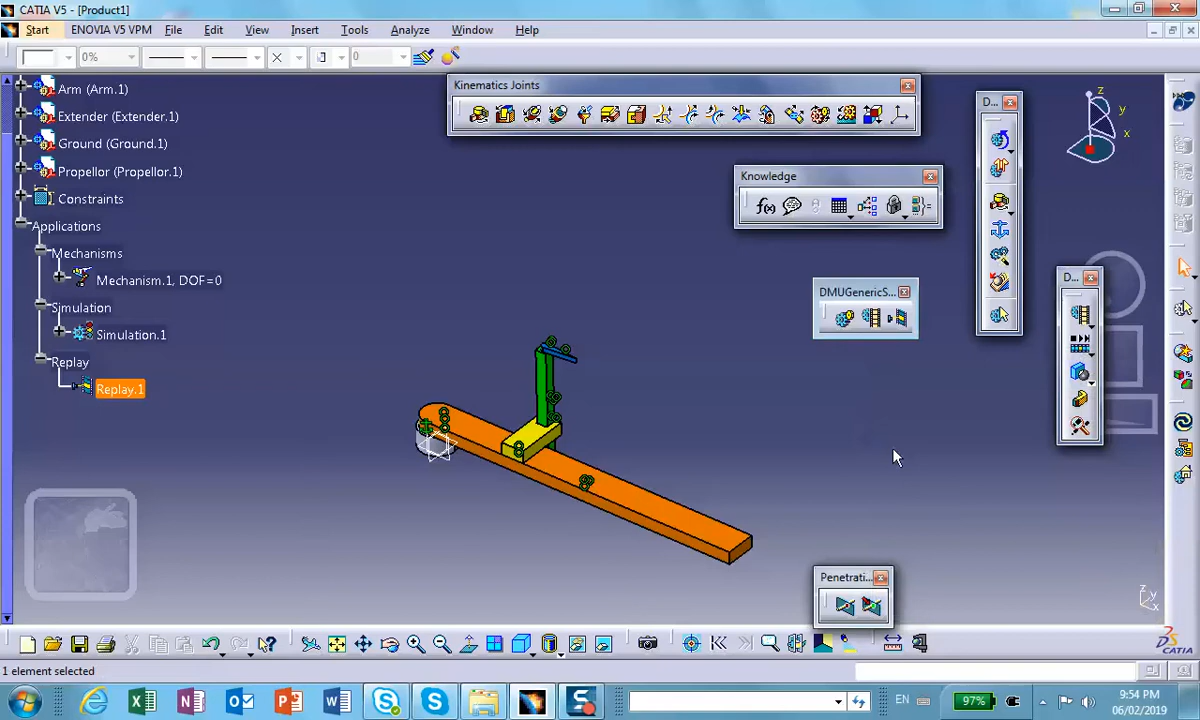 CATIA V5 - [Product1]
Start ENOVIA V5 VPM File Edit View Insert Tools Analyze Window Help
0% 0
Kinematics Joints
D...
z
y
x
Arm (Arm.1)
Extender (Extender.1)
Ground (Ground.1)
Propellor (Propellor.1)
Constraints
Applications
Mechanisms
Mechanism.1, DOF=0
Simulation
Simulation.1
Replay
Replay.1
Knowledge
f(x)
DMUGenericS...
D...
Penetrati...
z
y
x
CATIA
1 element selected
EN 97% 9:54 PM
06/02/2019